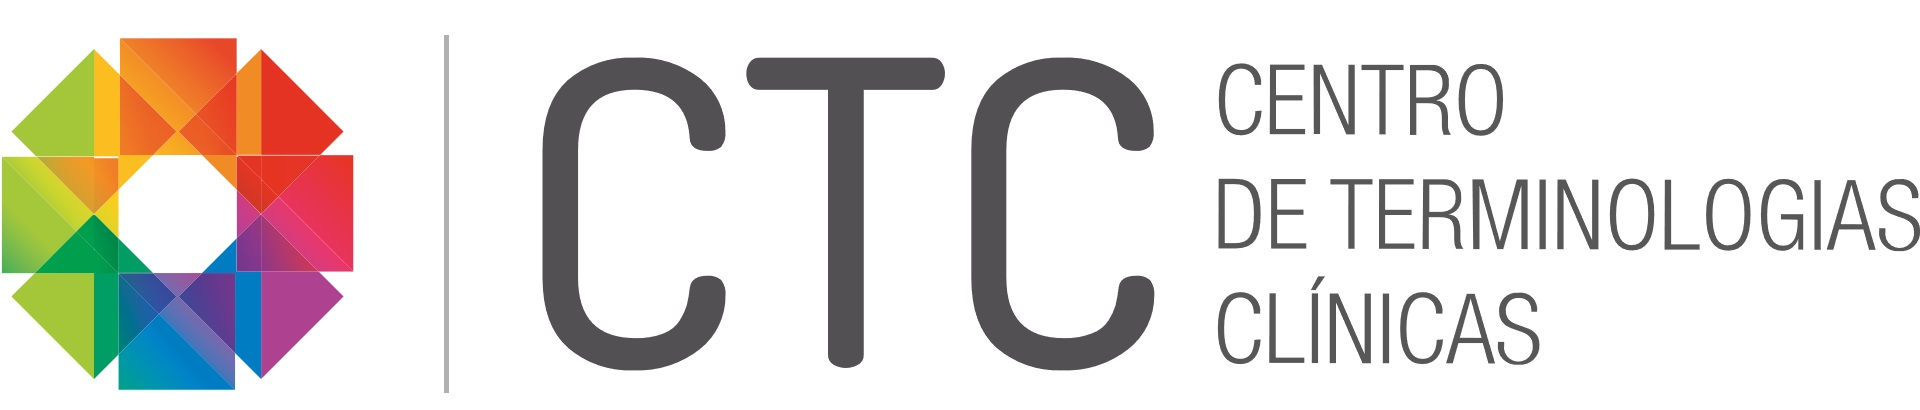 CTC
CENTRO
DE TERMINOLOGIAS
CLÍNICAS